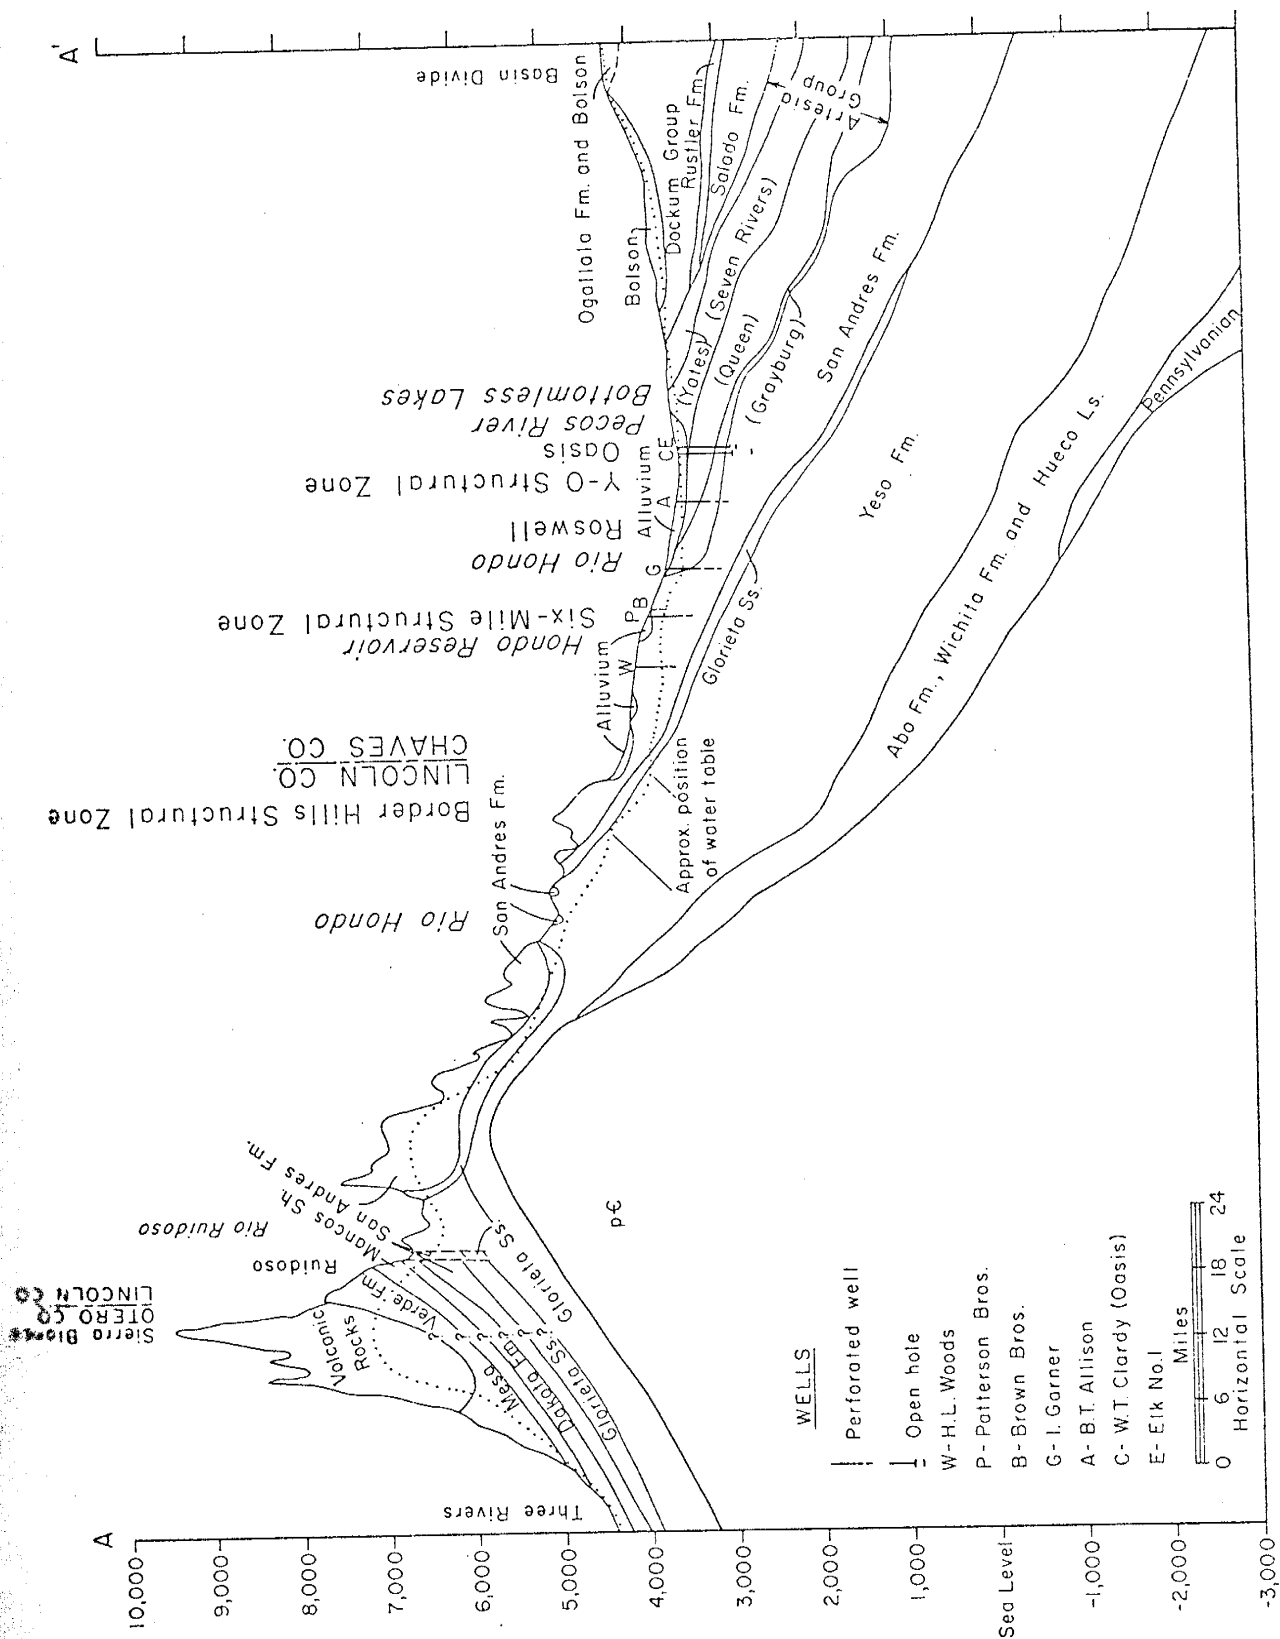 A
A'
10,000
9,000
8,000
7,000
6,000
5,000
4,000
3,000
2,000
1,000
Sea Level
-1,000
-2,000
-3,000
Three Rivers
Sierra
OTERO CO
LINCOLN CO
Ruidoso
Rio Ruidoso
Mancos Sh.
San Andres Fm.
Volcanic
Rocks
Mesa Verde. Fm.
Dakota Fm.
Glorieta Ss.
Glorieta Ss.
? ? ? ? ?
p€
Rio Hondo
San Andres Fm.
Border Hills Structural Zone
LINCOLN CO.
CHAVES CO.
Approx. position
of water table
Alluvium
W
Hondo Reservoir
Six-Mile Structural Zone
P B
Rio Hondo
G
Roswell
Alluvium
A
Y-O Structural Zone
Oasis
CE
Pecos River
Bottomless Lakes
Glorieta Ss.
(Yates)
(Seven Rivers)
(Queen)
(Grayburg)
San Andres Fm.
Yeso Fm.
Abo Fm., Wichita Fm. and Hueco Ls.
Pennsylvanian
Bolson
Ogallala Fm. and Bolson
Basin Divide
Dockum Group
Rustler Fm.
Salado Fm.
Artesia
Group
WELLS
Perforated well
Open hole
W- H.L. Woods
P - Patterson Bros.
B - Brown Bros.
G - I. Garner
A - B.T. Allison
C - W.T. Clardy (Oasis)
E - Elk No.1
Miles
0 6 12 18 24
Horizontal Scale